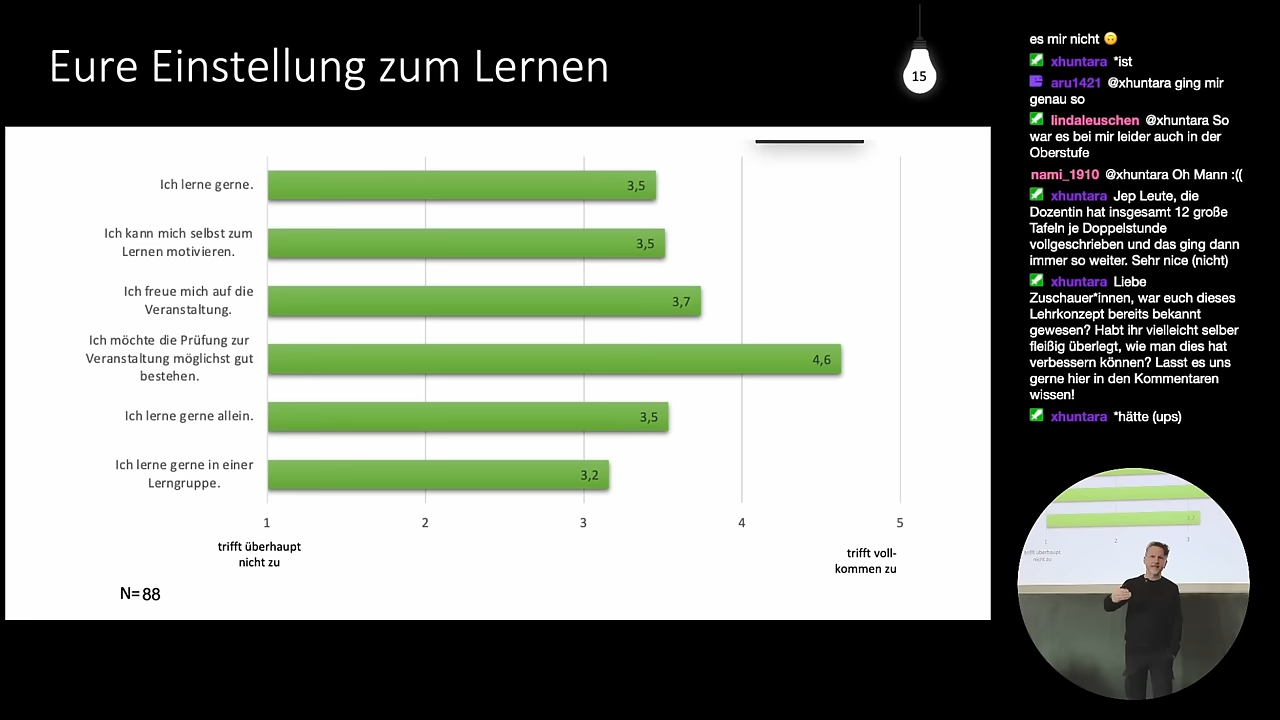 Eure Einstellung zum Lernen
15
Ich lerne gerne.
3,5
Ich kann mich selbst zum
Lernen motivieren.
3,5
Ich freue mich auf die
Veranstaltung.
3,7
Ich möchte die Prüfung zur
Veranstaltung möglichst gut
bestehen.
4,6
Ich lerne gerne allein.
3,5
Ich lerne gerne in einer
Lerngruppe.
3,2
1 2 3 4 5
trifft überhaupt
nicht zu
trifft voll-
kommen zu
N=88
es mir nicht 🙃
xhuntara *ist
aru1421 @xhuntara ging mir
genau so
lindaleuschen @xhuntara So
war es bei mir leider auch in der
Oberstufe
nami_1910 @xhuntara Oh Mann :((
xhuntara Jep Leute, die
Dozentin hat insgesamt 12 große
Tafeln je Doppelstunde
vollgeschrieben und das ging dann
immer so weiter. Sehr nice (nicht)
xhuntara Liebe
Zuschauer*innen, war euch dieses
Lehrkonzept bereits bekannt
gewesen? Habt ihr vielleicht selber
fleißig überlegt, wie man dies hat
verbessern können? Lasst es uns
gerne hier in den Kommentaren
wissen!
xhuntara *hätte (ups)
1 2 3
trifft überhaupt
nicht zu